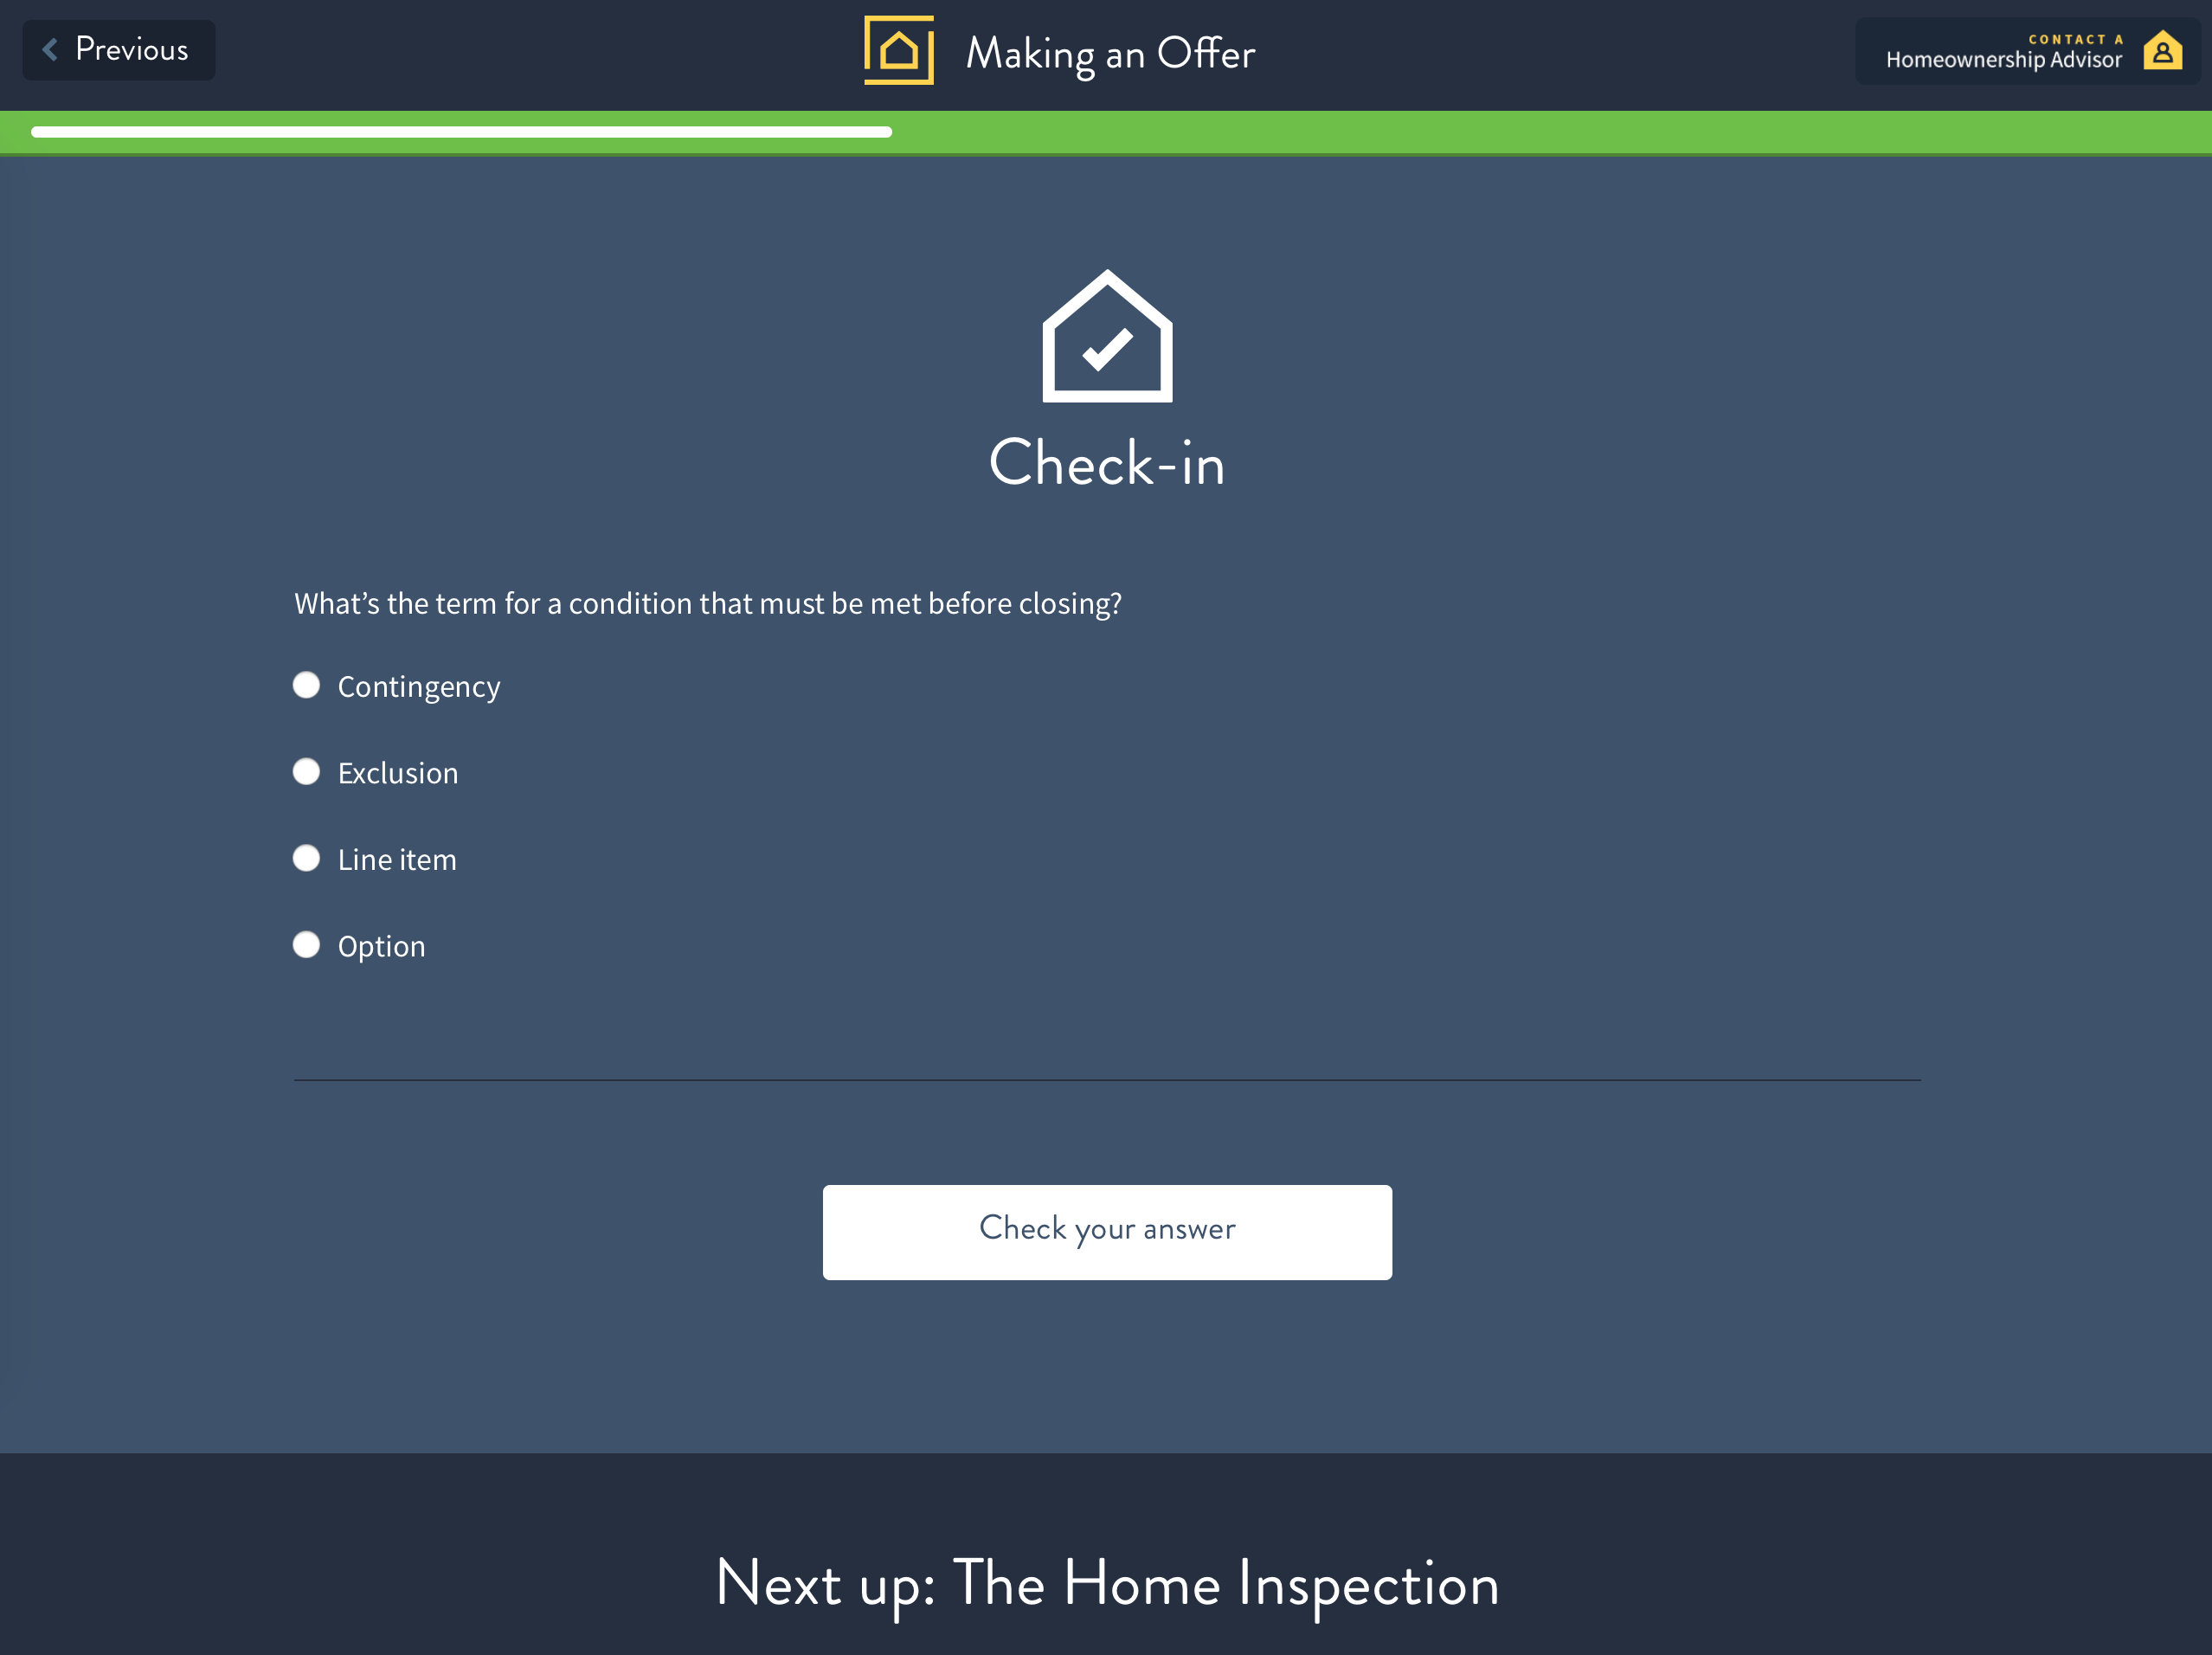 Previous
Making an Offer
CONTACT A
Homeownership Advisor
Check-in
What’s the term for a condition that must be met before closing?
Contingency
Exclusion
Line item
Option
Check your answer
Next up: The Home Inspection